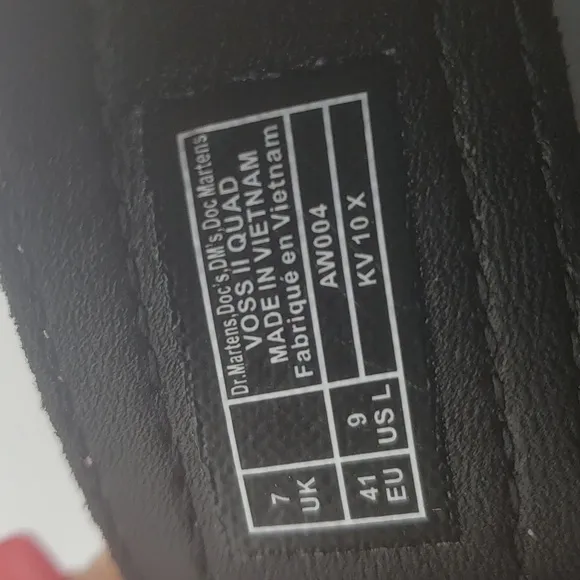 Dr.Martens,Doc's,DM's,Doc Martens
VOSS II QUAD
MADE IN VIETNAM
Fabriqué en Vietnam
AW004
KV 10 X
7
UK
9
US L
41
EU